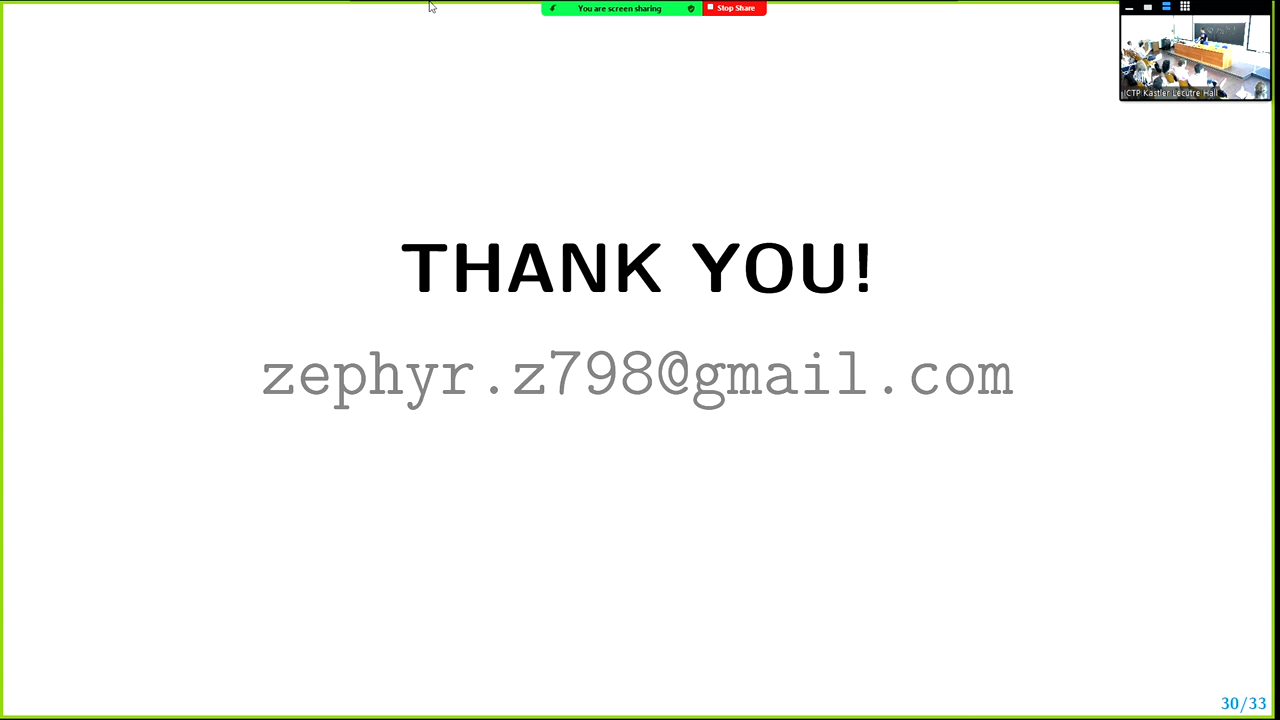 You are screen sharing
Stop Share
ICTP Kastler Lecutre Hall
THANK YOU!
zephyr.z798@gmail.com
30/33